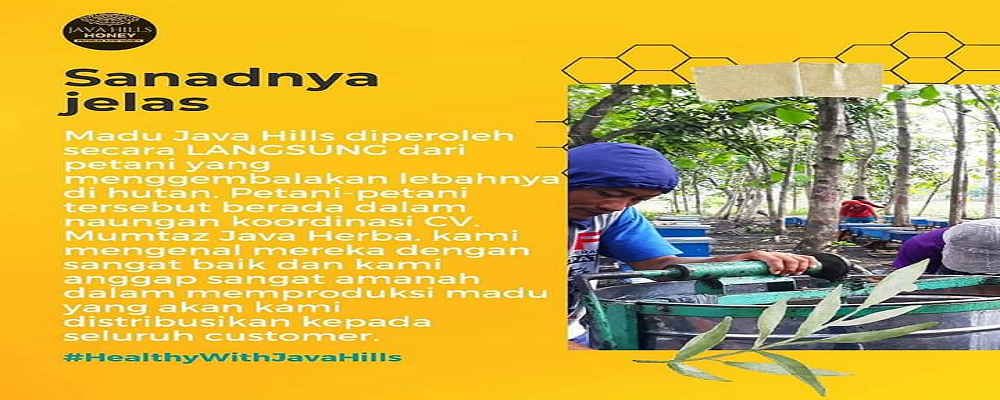 JAVA HILLS
HONEY
Sanadnya
jelas
Madu Java Hills diperoleh
secara LANGSUNG dari
petani yang
menggembalakan lebahnya
di hutan. Petani-petani
tersebut berada dalam
naungan koordinasi CV.
Mumtaz Java Herba, kami
mengenal mereka dengan
sangat baik dan kami
anggap sangat amanah
dalam memproduksi madu
yang akan kami
distribusikan kepada
seluruh customer.
#HealthyWithJavaHills